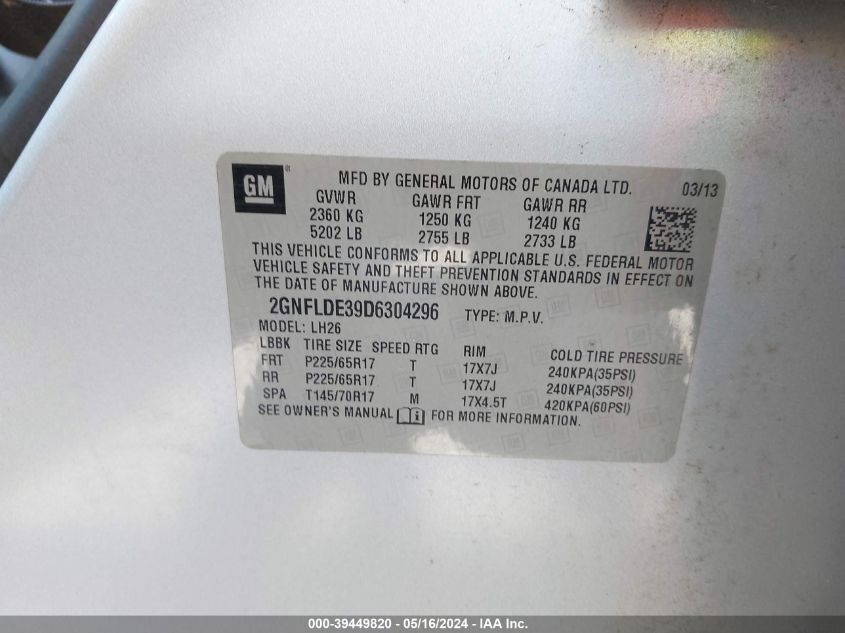 GM ® MFD BY GENERAL MOTORS OF CANADA LTD. 03/13
GVWR GAWR FRT GAWR RR
2360 KG 1250 KG 1240 KG
5202 LB 2755 LB 2733 LB
THIS VEHICLE CONFORMS TO ALL APPLICABLE U.S. FEDERAL MOTOR
VEHICLE SAFETY AND THEFT PREVENTION STANDARDS IN EFFECT ON
THE DATE OF MANUFACTURE SHOWN ABOVE.
2GNFLDE39D6304296 TYPE: M.P.V.
MODEL: LH26
LBBK TIRE SIZE SPEED RTG RIM COLD TIRE PRESSURE
FRT P225/65R17 T 17X7J 240KPA(35PSI)
RR P225/65R17 T 17X7J 240KPA(35PSI)
SPA T145/70R17 M 17X4.5T 420KPA(60PSI)
SEE OWNER'S MANUAL i FOR MORE INFORMATION.
000-39449820 - 05/16/2024 - IAA Inc.